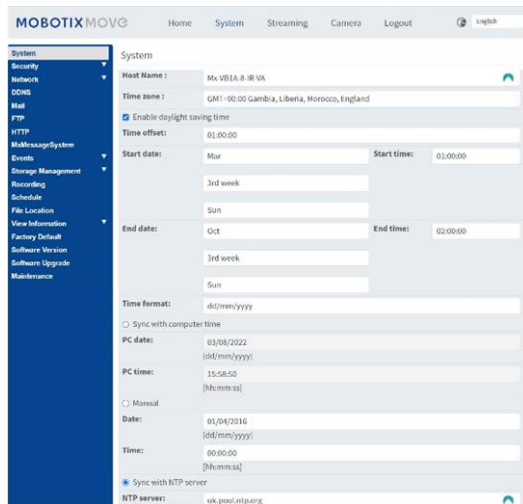 MOBOTIX MOVE
Home System Streaming Camera Logout English
System
Security
Network
DDNS
Mail
FTP
HTTP
MxMessageSystem
Events
Storage Management
Recording
Schedule
File Location
View Information
Factory Default
Software Version
Software Upgrade
Maintenance
System
Host Name : Mx-VB1A-8-IR-VA
Time zone : GMT+00:00 Gambia, Liberia, Morocco, England
Enable daylight saving time
Time offset: 01:00:00
Start date: Mar Start time: 01:00:00
3rd week
Sun
End date: Oct End time: 02:00:00
3rd week
Sun
Time format: dd/mm/yyyy
Sync with computer time
PC date: 03/08/2022
[dd/mm/yyyy]
PC time: 15:58:50
[hh:mm:ss]
Manual
Date: 01/04/2016
[dd/mm/yyyy]
Time: 00:00:00
[hh:mm:ss]
Sync with NTP server
NTP server: uk.pool.ntp.org